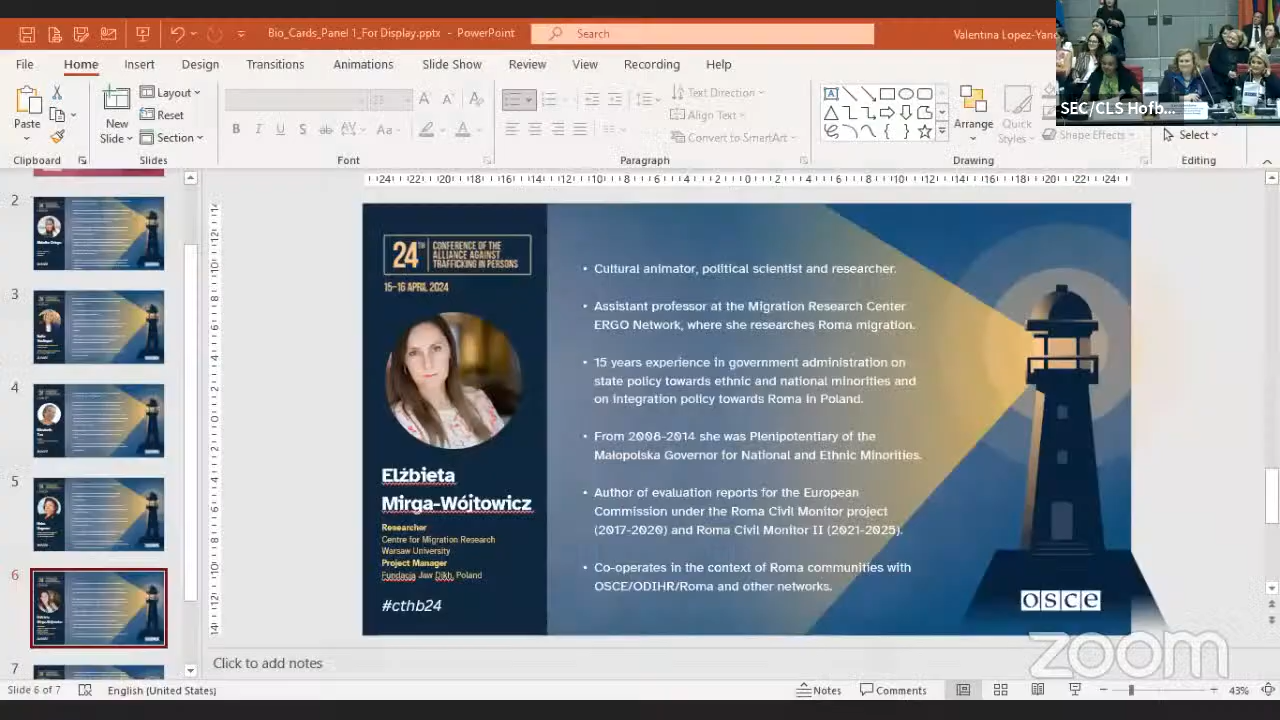 Bio_Cards_Panel 1_For Display.pptx - PowerPoint
Search
Valentina Lopez-Yan
File Home Insert Design Transitions Animations Slide Show Review View Recording Help
SEC/CLS Hofb...
Paste
New
Slide
Layout
Reset
Section
Text Direction
Align Text
Convert to SmartArt
Arrange
Quick
Styles
Shape Effects
Select
Clipboard
Slides
Font
Paragraph
Drawing
Editing
2
3
4
5
6
7
24TH
CONFERENCE OF THE
ALLIANCE AGAINST
TRAFFICKING IN PERSONS
15-16 APRIL 2024
Elżbieta
Mirga-Wójtowicz
Researcher
Centre for Migration Research
Warsaw University
Project Manager
Fundacja Jaw Dikh, Poland
#cthb24
• Cultural animator, political scientist and researcher.
• Assistant professor at the Migration Research Center
ERGO Network, where she researches Roma migration.
• 15 years experience in government administration on
state policy towards ethnic and national minorities and
on integration policy towards Roma in Poland.
• From 2008-2014 she was Plenipotentiary of the
Małopolska Governor for National and Ethnic Minorities.
• Author of evaluation reports for the European
Commission under the Roma Civil Monitor project
(2017-2020) and Roma Civil Monitor II (2021-2025).
• Co-operates in the context of Roma communities with
OSCE/ODIHR/Roma and other networks.
osce
zoom
Click to add notes
Slide 6 of 7
English (United States)
Notes
Comments
43%